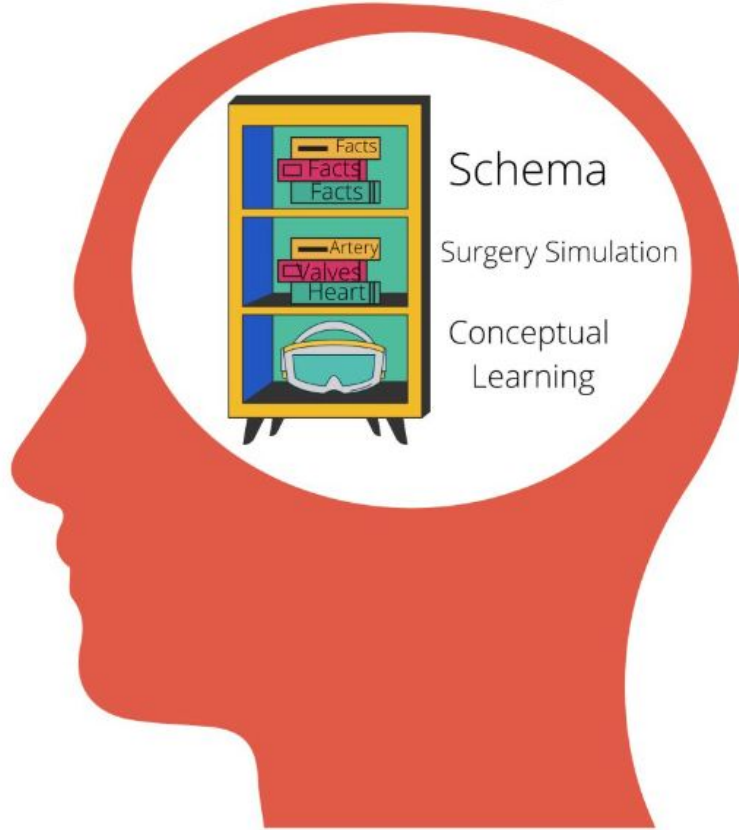 Facts
Facts
Facts
Schema
Artery
Valves
Heart
Surgery Simulation
Conceptual
Learning